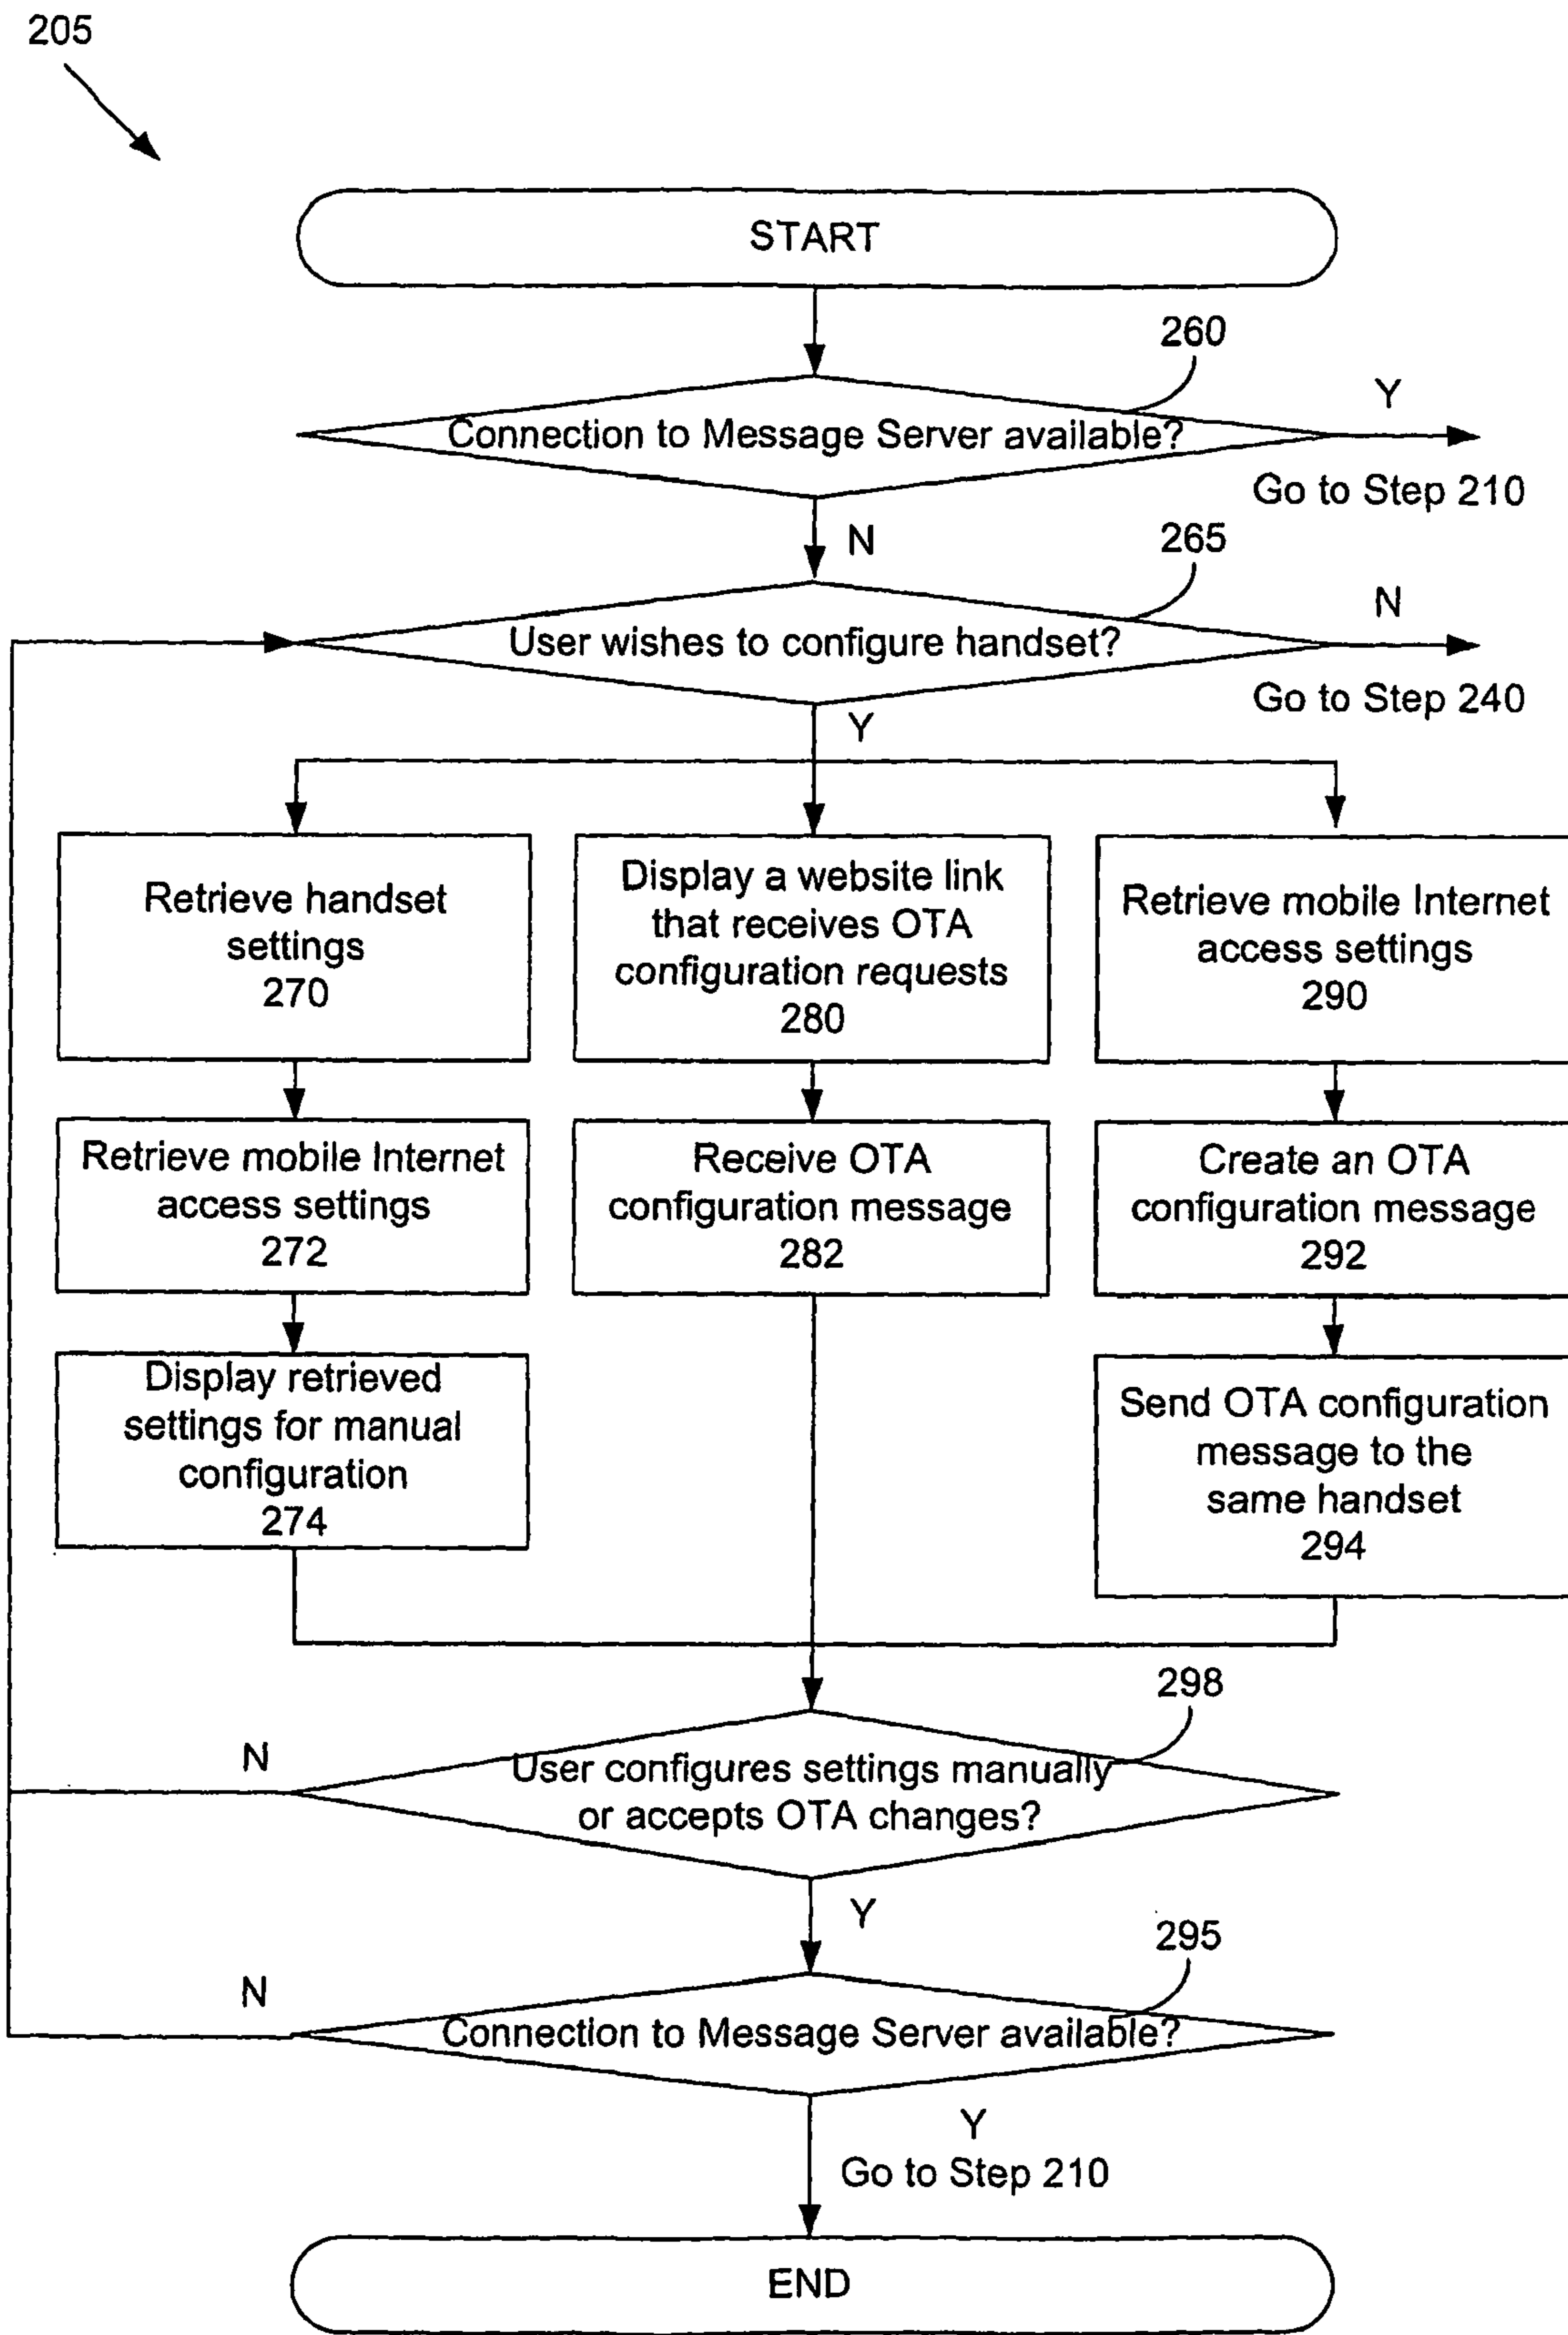 205
START
260
Connection to Message Server available?
Y
Go to Step 210
N
265
User wishes to configure handset?
N
Go to Step 240
Y
Retrieve handset
settings
270
Display a website link
that receives OTA
configuration requests
280
Retrieve mobile Internet
access settings
290
Retrieve mobile Internet
access settings
272
Receive OTA
configuration message
282
Create an OTA
configuration message
292
Display retrieved
settings for manual
configuration
274
Send OTA configuration
message to the
same handset
294
298
N
User configures settings manually
or accepts OTA changes?
Y
295
N
Connection to Message Server available?
Y
Go to Step 210
END